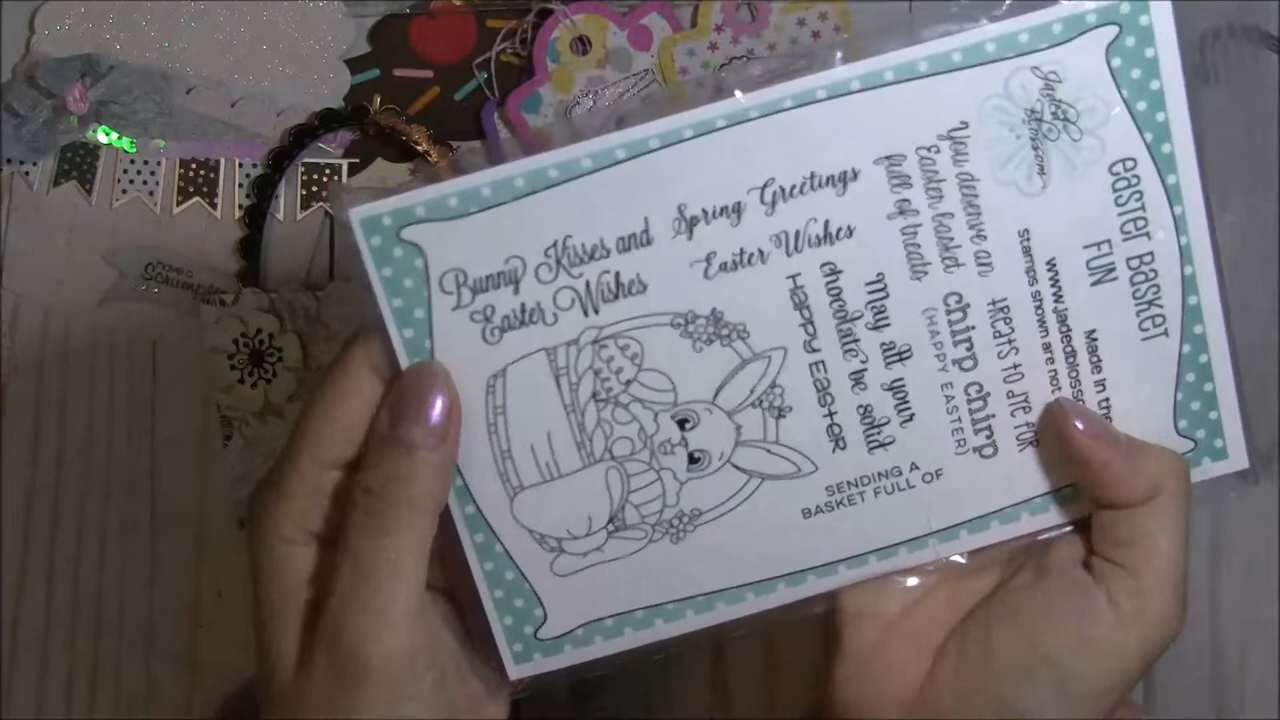 Jaded
Blossom
EASTER BASKET
FUN
Made in the
www.jadedbloss
stamps shown are not
You deserve an
Easter basket
full of treats
TREATS TO DYE FOR
chirp chirp
(HAPPY EASTER)
Spring Greetings
Easter Wishes
Bunny Kisses and
Easter Wishes
May all your
chocolate be solid
HAPPY EASTER
SENDING A
BASKET FULL OF
have a